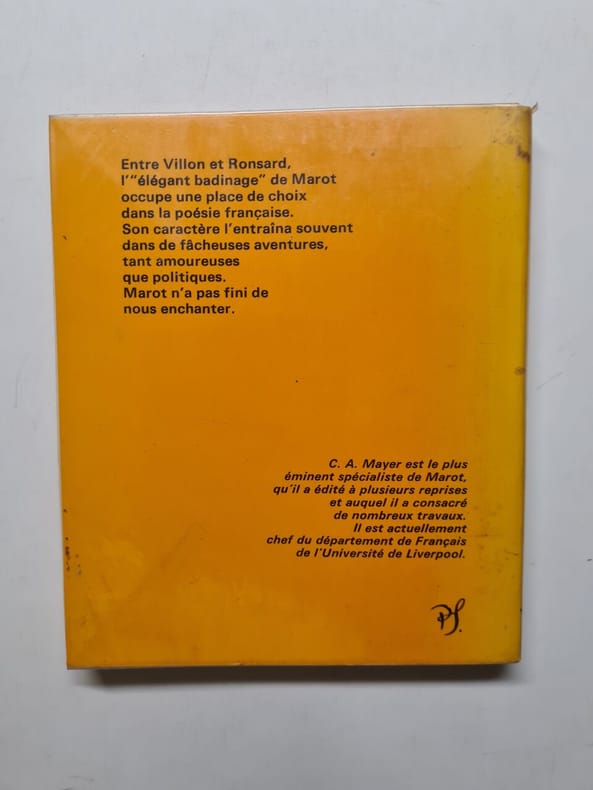 Entre Villon et Ronsard,
l'"élégant badinage" de Marot
occupe une place de choix
dans la poésie française.
Son caractère l'entraîna souvent
dans de fâcheuses aventures,
tant amoureuses
que politiques.
Marot n'a pas fini de
nous enchanter.
C. A. Mayer est le plus
éminent spécialiste de Marot,
qu'il a édité à plusieurs reprises
et auquel il a consacré
de nombreux travaux.
Il est actuellement
chef du département de Français
de l'Université de Liverpool.
PS.